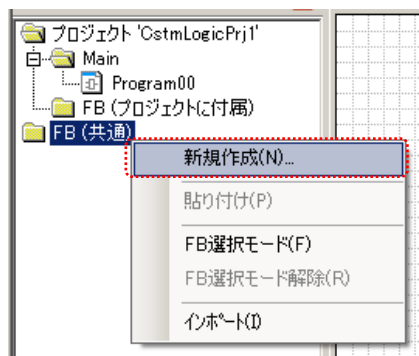 プロジェクト 'CstmLogicPrj1'
Main
Program00
FB (プロジェクトに付属)
FB (共通)
新規作成(N)...
貼り付け(P)
FB選択モード(F)
FB選択モード解除(R)
インポート(I)